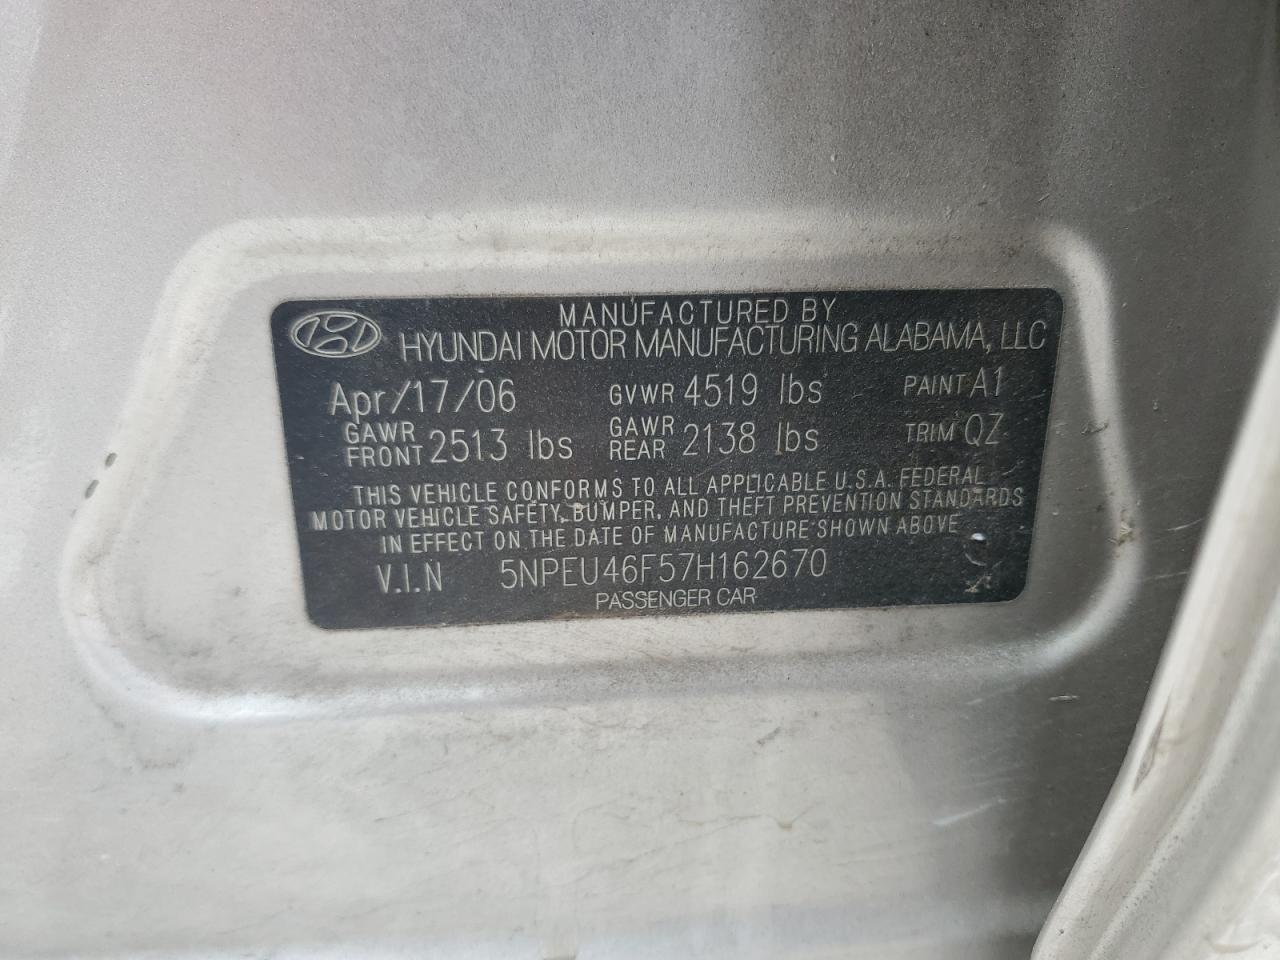 MANUFACTURED BY
HYUNDAI MOTOR MANUFACTURING ALABAMA, LLC
Apr/17/06 GVWR 4519 lbs PAINT A1
GAWR FRONT 2513 lbs GAWR REAR 2138 lbs TRIM QZ
THIS VEHICLE CONFORMS TO ALL APPLICABLE U.S.A. FEDERAL
MOTOR VEHICLE SAFETY, BUMPER, AND THEFT PREVENTION STANDARDS
IN EFFECT ON THE DATE OF MANUFACTURE SHOWN ABOVE
V.I.N 5NPEU46F57H162670
PASSENGER CAR